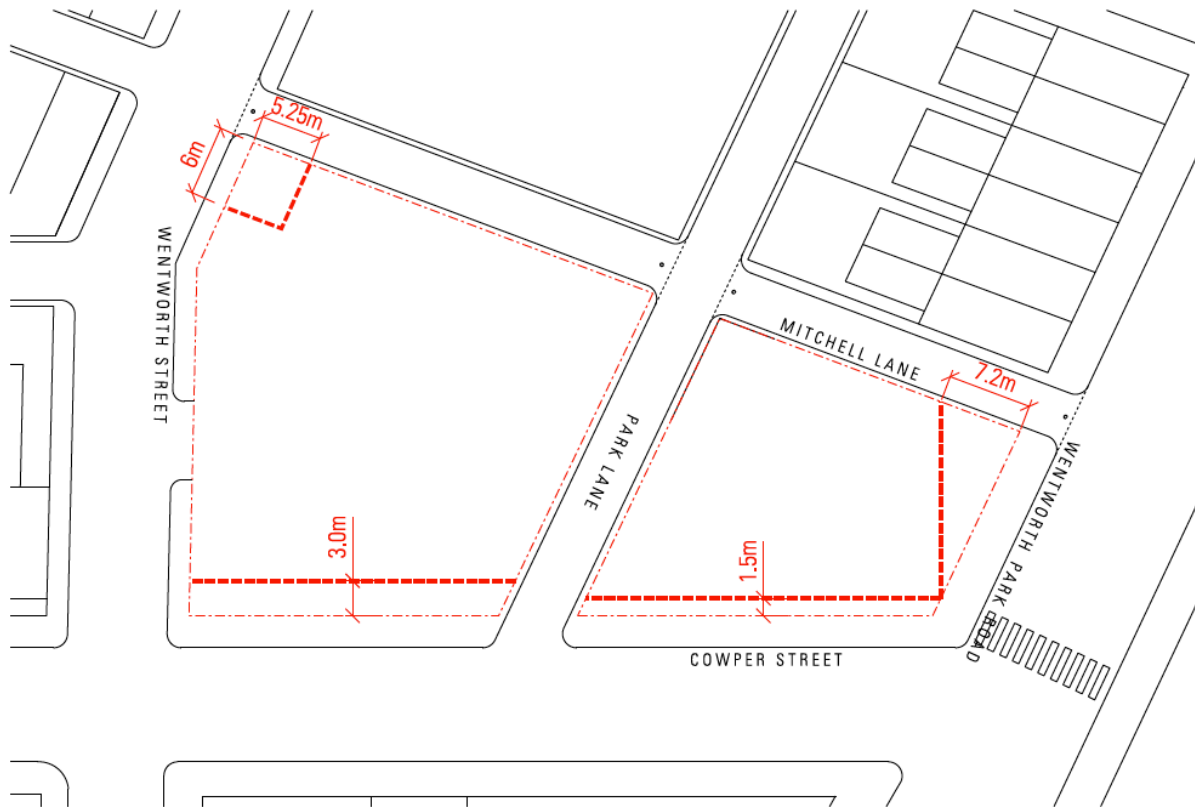 5.25m
6m
WENTWORTH STREET
MITCHELL LANE
7.2m
PARK LANE
WENTWORTH PARK ROAD
3.0m
1.5m
COWPER STREET